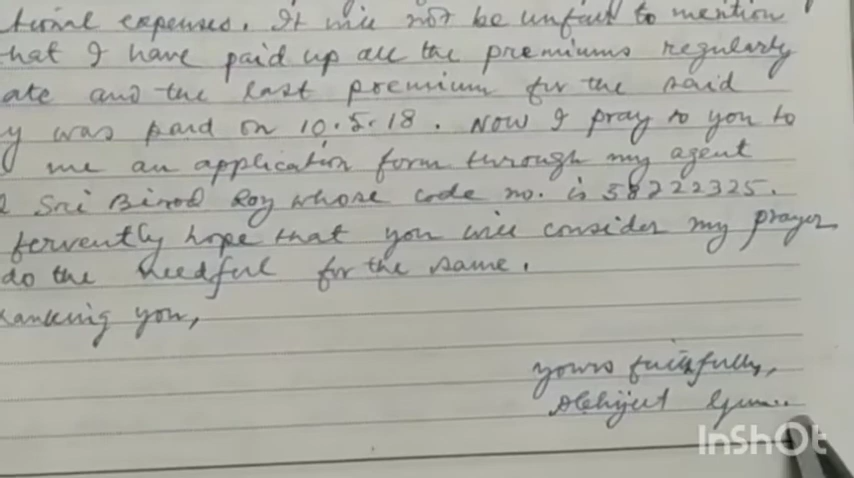 tional expenses. It will not be unfair to mention
that I have paid up all the premiums regularly
ate and the last premium for the said
y was paid on 10.5.18. Now I pray to you to
me an application form through my agent
Sri Binod Roy whose code no. is 58222325.
fervently hope that you will consider my prayer
do the needful for the same.
hanking you,
yours faithfully,
Abhijeet
InShOt